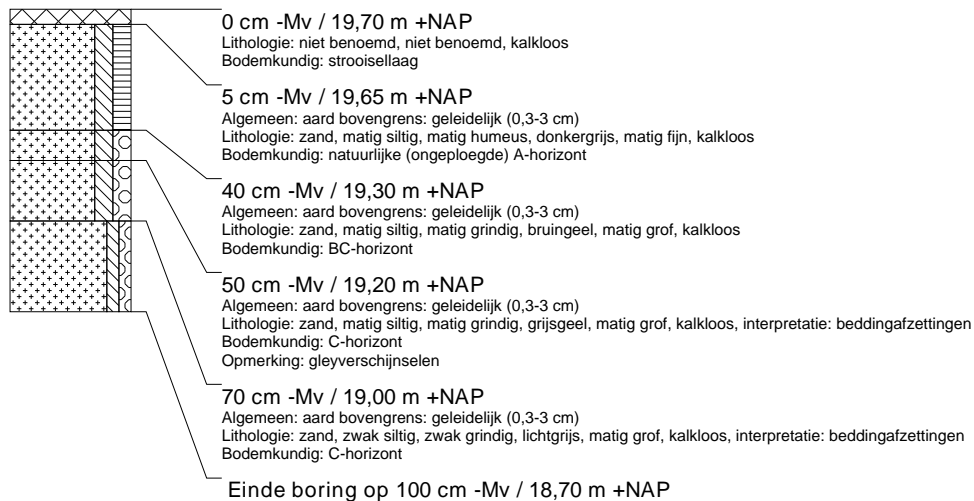 0 cm -Mv / 19,70 m +NAP
Lithologie: niet benoemd, niet benoemd, kalkloos
Bodemkundig: strooisellaag
5 cm -Mv / 19,65 m +NAP
Algemeen: aard bovengrens: geleidelijk (0,3-3 cm)
Lithologie: zand, matig siltig, matig humeus, donkergrijs, matig fijn, kalkloos
Bodemkundig: natuurlijke (ongeploegde) A-horizont
40 cm -Mv / 19,30 m +NAP
Algemeen: aard bovengrens: geleidelijk (0,3-3 cm)
Lithologie: zand, matig siltig, matig grindig, bruingeel, matig grof, kalkloos
Bodemkundig: BC-horizont
50 cm -Mv / 19,20 m +NAP
Algemeen: aard bovengrens: geleidelijk (0,3-3 cm)
Lithologie: zand, matig siltig, matig grindig, grijsgeel, matig grof, kalkloos, interpretatie: beddingafzettingen
Bodemkundig: C-horizont
Opmerking: gleyverschijnselen
70 cm -Mv / 19,00 m +NAP
Algemeen: aard bovengrens: geleidelijk (0,3-3 cm)
Lithologie: zand, zwak siltig, zwak grindig, lichtgrijs, matig grof, kalkloos, interpretatie: beddingafzettingen
Bodemkundig: C-horizont
Einde boring op 100 cm -Mv / 18,70 m +NAP